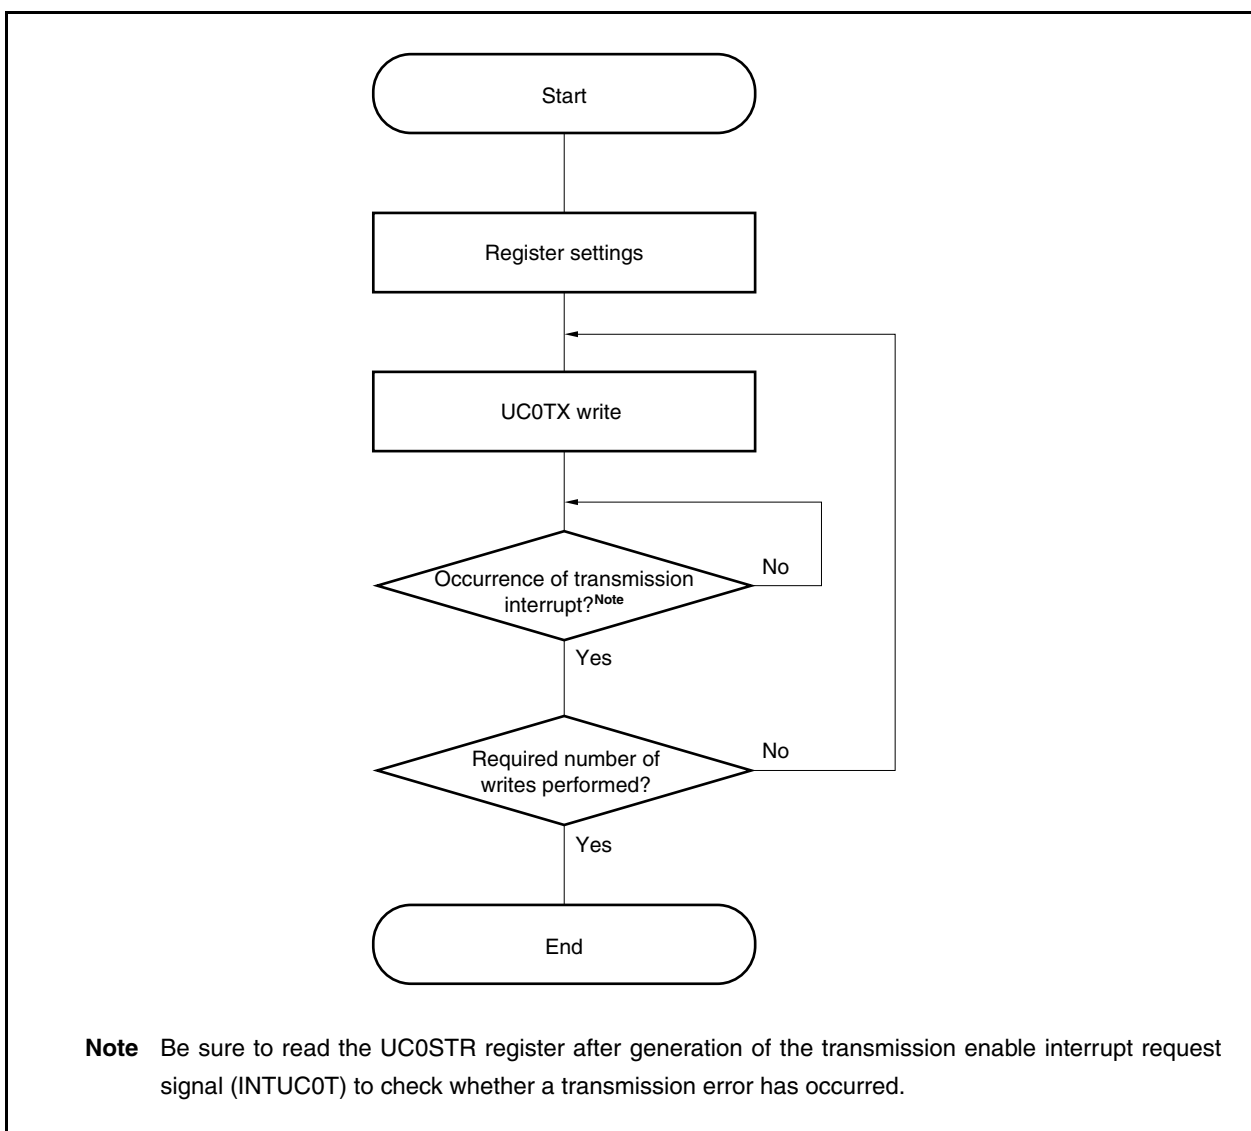 Start
Register settings
UC0TX write
Occurrence of transmission
interrupt?Note
No
Yes
Required number of
writes performed?
No
Yes
End
Note Be sure to read the UC0STR register after generation of the transmission enable interrupt request
signal (INTUC0T) to check whether a transmission error has occurred.